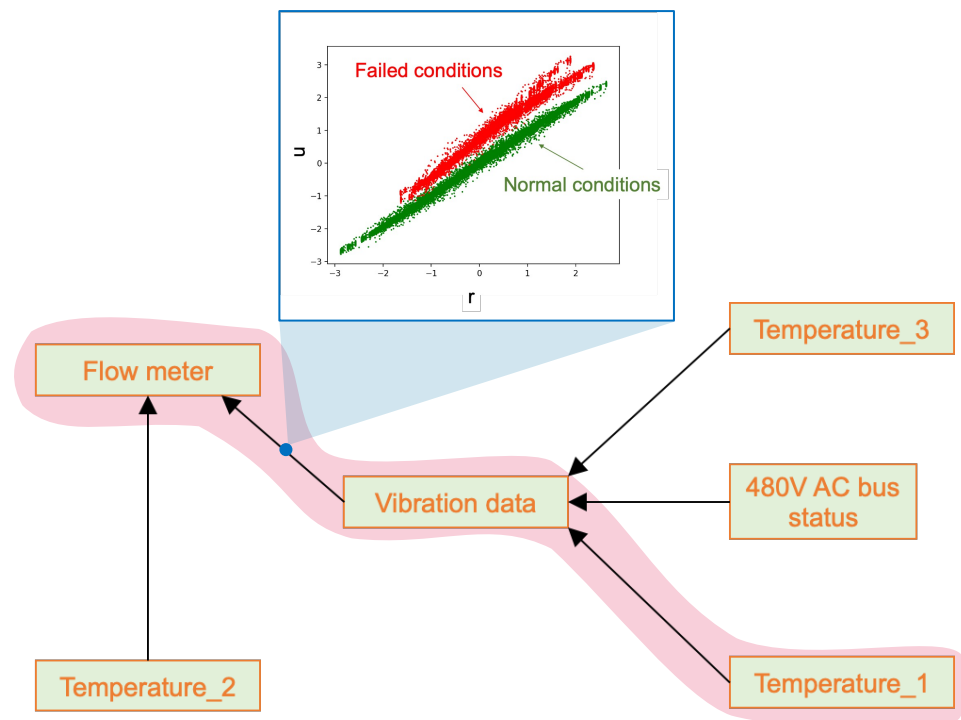 3
2
1
0
−1
−2
−3
u
Failed conditions
Normal conditions
−3
−2
−1
0
1
2
r
Temperature_3
Flow meter
480V AC bus
status
Vibration data
Temperature_2
Temperature_1